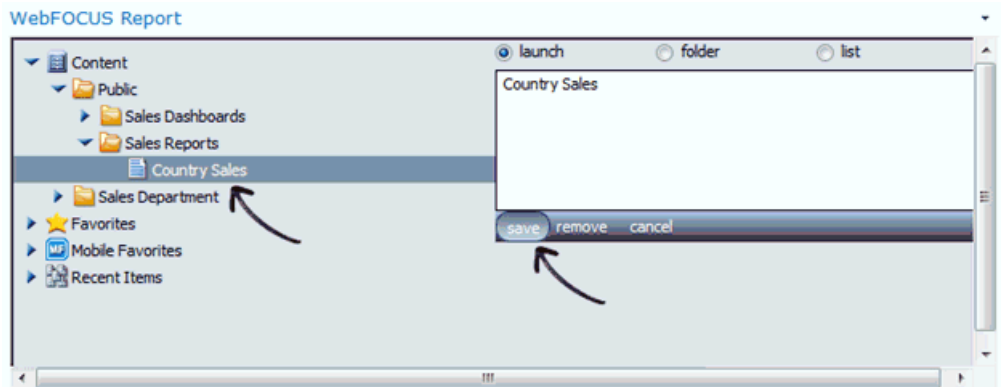 WebFOCUS Report
Content
Public
Sales Dashboards
Sales Reports
Country Sales
Sales Department
Favorites
MF Mobile Favorites
Recent Items
launch folder list
Country Sales
save remove cancel